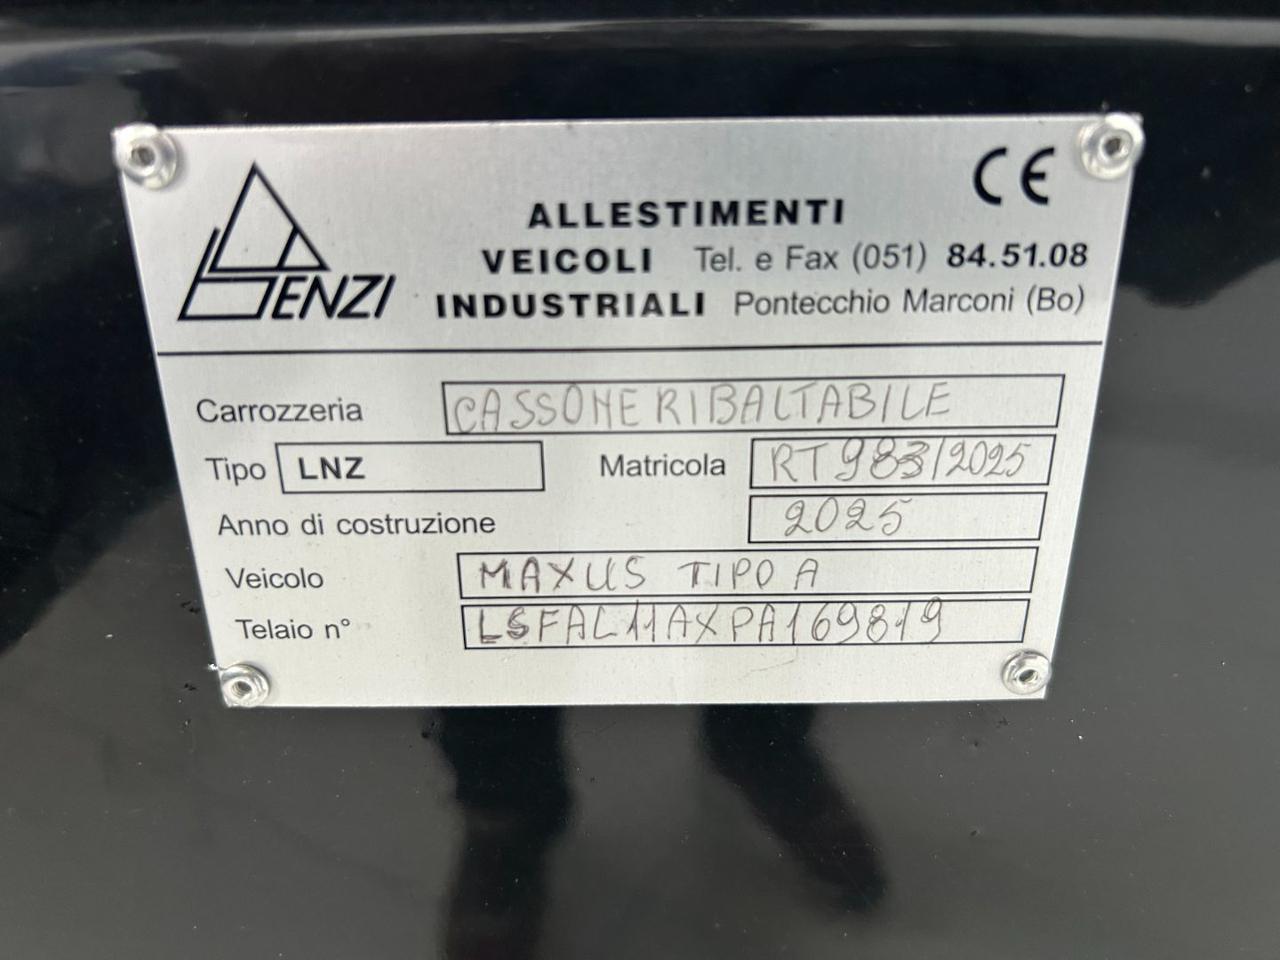 LENZI
CE
ALLESTIMENTI
VEICOLI Tel. e Fax (051) 84.51.08
INDUSTRIALI Pontecchio Marconi (Bo)
Carrozzeria CASSONE RIBALTABILE
Tipo LNZ Matricola RT983/2025
Anno di costruzione 2025
Veicolo MAXUS TIPO A
Telaio n° LSFAL11AXPA169819